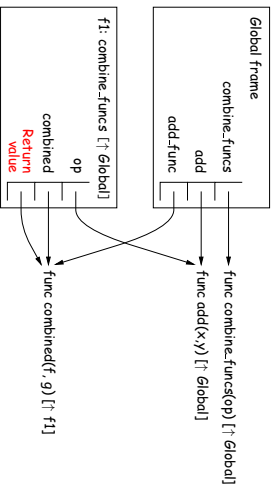 Global frame
combine_funcs
add
add_func
func combine_funcs(op) [↑ Global]
func add(x,y) [↑ Global]
f1: combine_funcs [↑ Global]
op
combined
Return
value
func combined(f, g) [↑ f1]